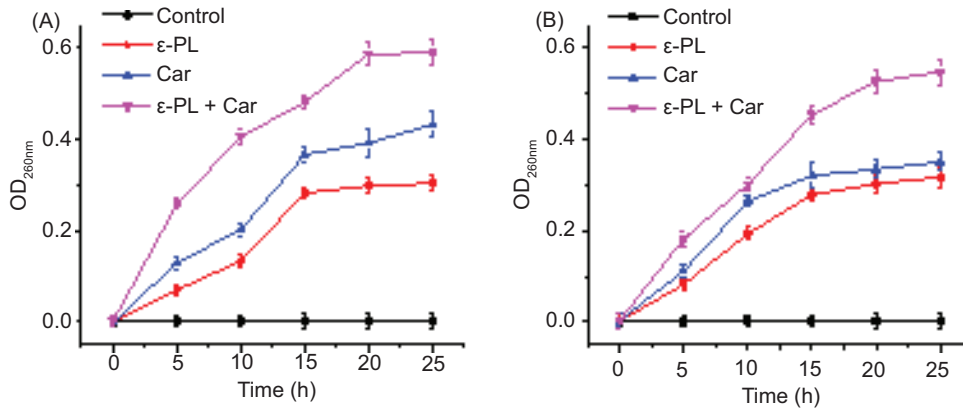 (A)
Control
ε-PL
Car
ε-PL + Car
0.6
0.4
0.2
0.0
OD260nm
0 5 10 15 20 25
Time (h)
(B)
Control
ε-PL
Car
ε-PL + Car
0.6
0.4
0.2
0.0
OD260nm
0 5 10 15 20 25
Time (h)